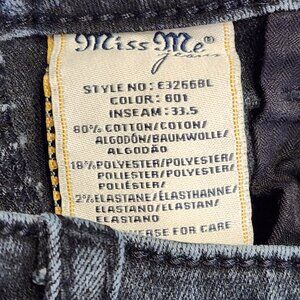 Miss Me®
jeans
STYLE NO: E3266BL
COLOR: 601
INSEAM: 33.5
80% COTTON/COTON/
ALGODÓN/BAUMWOLLE/
ALGODÃO
18% POLYESTER/POLYESTER/
POLIÉSTER/POLYESTER/
POLIÉSTER/
2% ELASTANE/ÉLASTHANNE/
ELASTANO/ELASTAN/
ELASTANO
FOR CARE